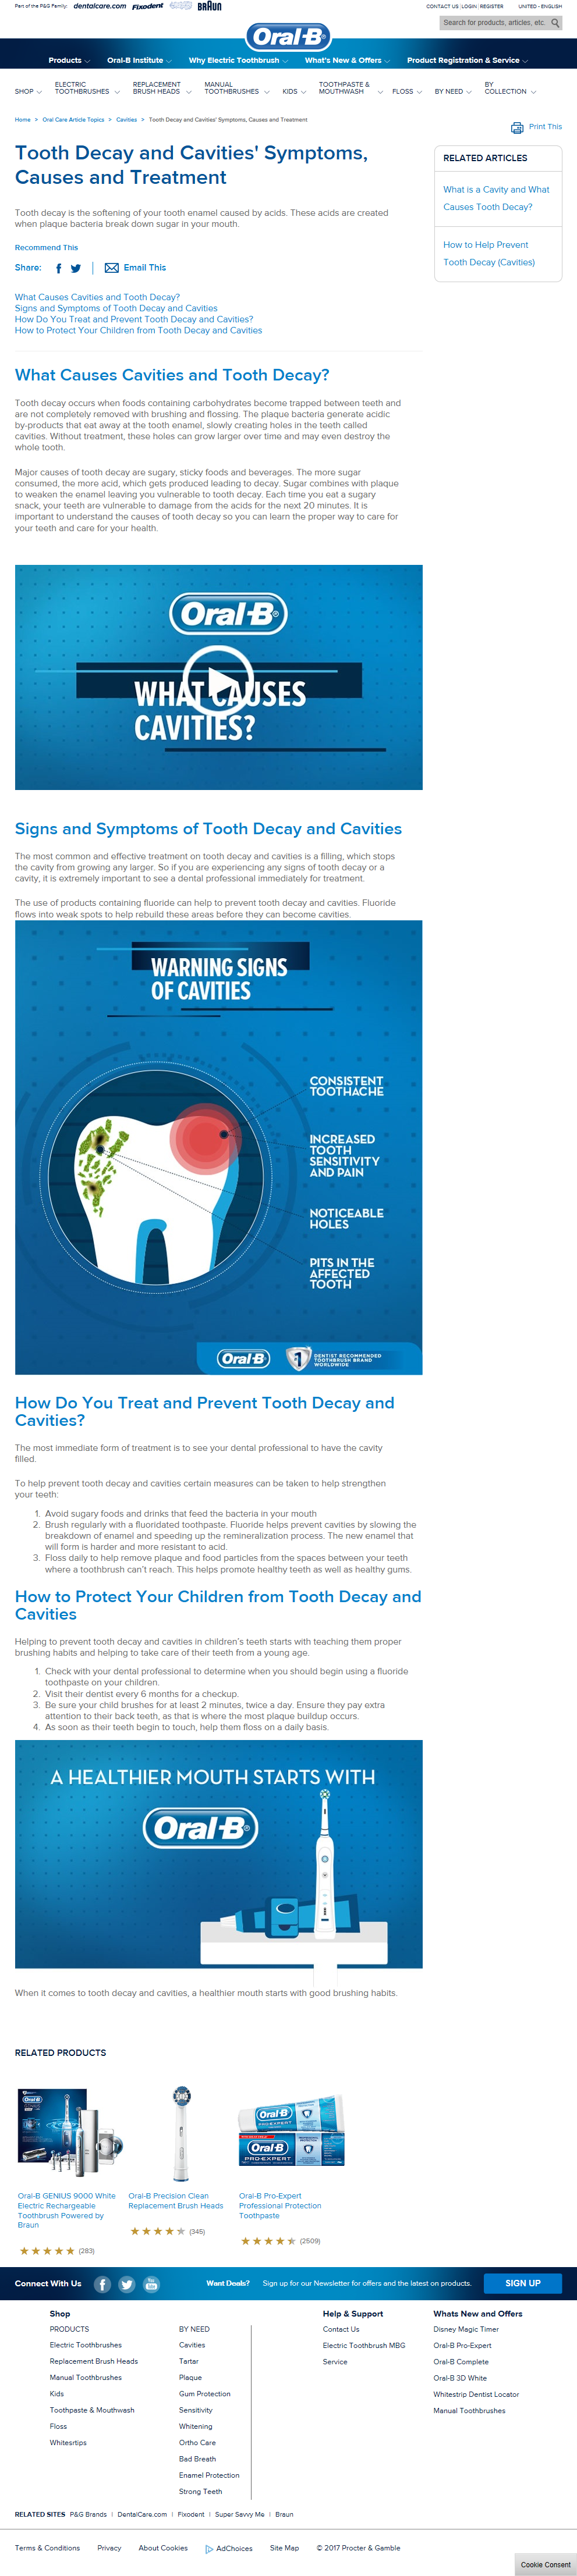 Part of the P&G Family: dentalcare.com Fixodent BRAUN
CONTACT US LOGIN REGISTER UNITED - ENGLISH
Search for products, articles, etc.
Oral-B
Products Oral-B Institute Why Electric Toothbrush What's New & Offers Product Registration & Service
SHOP ELECTRIC TOOTHBRUSHES REPLACEMENT BRUSH HEADS MANUAL TOOTHBRUSHES KIDS TOOTHPASTE & MOUTHWASH FLOSS BY NEED BY COLLECTION
Home > Oral Care Article Topics > Cavities > Tooth Decay and Cavities' Symptoms, Causes and Treatment
Print This
Tooth Decay and Cavities' Symptoms,
Causes and Treatment
RELATED ARTICLES
What is a Cavity and What
Causes Tooth Decay?
How to Help Prevent
Tooth Decay (Cavities)
Tooth decay is the softening of your tooth enamel caused by acids. These acids are created
when plaque bacteria break down sugar in your mouth.
Recommend This
Share: Email This
What Causes Cavities and Tooth Decay?
Signs and Symptoms of Tooth Decay and Cavities
How Do You Treat and Prevent Tooth Decay and Cavities?
How to Protect Your Children from Tooth Decay and Cavities
What Causes Cavities and Tooth Decay?
Tooth decay occurs when foods containing carbohydrates become trapped between teeth and
are not completely removed with brushing and flossing. The plaque bacteria generate acidic
by-products that eat away at the tooth enamel, slowly creating holes in the teeth called
cavities. Without treatment, these holes can grow larger over time and may even destroy the
whole tooth.
Major causes of tooth decay are sugary, sticky foods and beverages. The more sugar
consumed, the more acid, which gets produced leading to decay. Sugar combines with plaque
to weaken the enamel leaving you vulnerable to tooth decay. Each time you eat a sugary
snack, your teeth are vulnerable to damage from the acids for the next 20 minutes. It is
important to understand the causes of tooth decay so you can learn the proper way to care for
your teeth and care for your health.
Oral-B
WHAT CAUSES
CAVITIES?
Signs and Symptoms of Tooth Decay and Cavities
The most common and effective treatment on tooth decay and cavities is a filling, which stops
the cavity from growing any larger. So if you are experiencing any signs of tooth decay or a
cavity, it is extremely important to see a dental professional immediately for treatment.
The use of products containing fluoride can help to prevent tooth decay and cavities. Fluoride
flows into weak spots to help rebuild these areas before they can become cavities.
WARNING SIGNS
OF CAVITIES
CONSISTENT
TOOTHACHE
INCREASED
TOOTH
SENSITIVITY
AND PAIN
NOTICEABLE
HOLES
PITS IN THE
AFFECTED
TOOTH
Oral-B 1 DENTIST RECOMMENDED
TOOTHBRUSH BRAND
WORLDWIDE
How Do You Treat and Prevent Tooth Decay and
Cavities?
The most immediate form of treatment is to see your dental professional to have the cavity
filled.
To help prevent tooth decay and cavities certain measures can be taken to help strengthen
your teeth:
1. Avoid sugary foods and drinks that feed the bacteria in your mouth
2. Brush regularly with a fluoridated toothpaste. Fluoride helps prevent cavities by slowing the
breakdown of enamel and speeding up the remineralization process. The new enamel that
will form is harder and more resistant to acid.
3. Floss daily to help remove plaque and food particles from the spaces between your teeth
where a toothbrush can't reach. This helps promote healthy teeth as well as healthy gums.
How to Protect Your Children from Tooth Decay and
Cavities
Helping to prevent tooth decay and cavities in children's teeth starts with teaching them proper
brushing habits and helping to take care of their teeth from a young age.
1. Check with your dental professional to determine when you should begin using a fluoride
toothpaste on your children.
2. Visit their dentist every 6 months for a checkup.
3. Be sure your child brushes for at least 2 minutes, twice a day. Ensure they pay extra
attention to their back teeth, as that is where the most plaque buildup occurs.
4. As soon as their teeth begin to touch, help them floss on a daily basis.
A HEALTHIER MOUTH STARTS WITH
Oral-B
When it comes to tooth decay and cavities, a healthier mouth starts with good brushing habits.
RELATED PRODUCTS
Oral-B
Oral-B
Oral-B
PRO-EXPERT
Oral-B GENIUS 9000 White
Electric Rechargeable
Toothbrush Powered by
Braun
(283)
Oral-B Precision Clean
Replacement Brush Heads
(345)
Oral-B Pro-Expert
Professional Protection
Toothpaste
(2509)
Connect With Us Want Deals? Sign up for our Newsletter for offers and the latest on products. SIGN UP
Shop
PRODUCTS
Electric Toothbrushes
Replacement Brush Heads
Manual Toothbrushes
Kids
Toothpaste & Mouthwash
Floss
Whitesrtips
BY NEED
Cavities
Tartar
Plaque
Gum Protection
Sensitivity
Whitening
Ortho Care
Bad Breath
Enamel Protection
Strong Teeth
Help & Support
Contact Us
Electric Toothbrush MBG
Service
Whats New and Offers
Disney Magic Timer
Oral-B Pro-Expert
Oral-B Complete
Oral-B 3D White
Whitestrip Dentist Locator
Manual Toothbrushes
RELATED SITES P&G Brands | DentalCare.com | Fixodent | Super Savvy Me | Braun
Terms & Conditions Privacy About Cookies AdChoices Site Map © 2017 Procter & Gamble
Cookie Consent